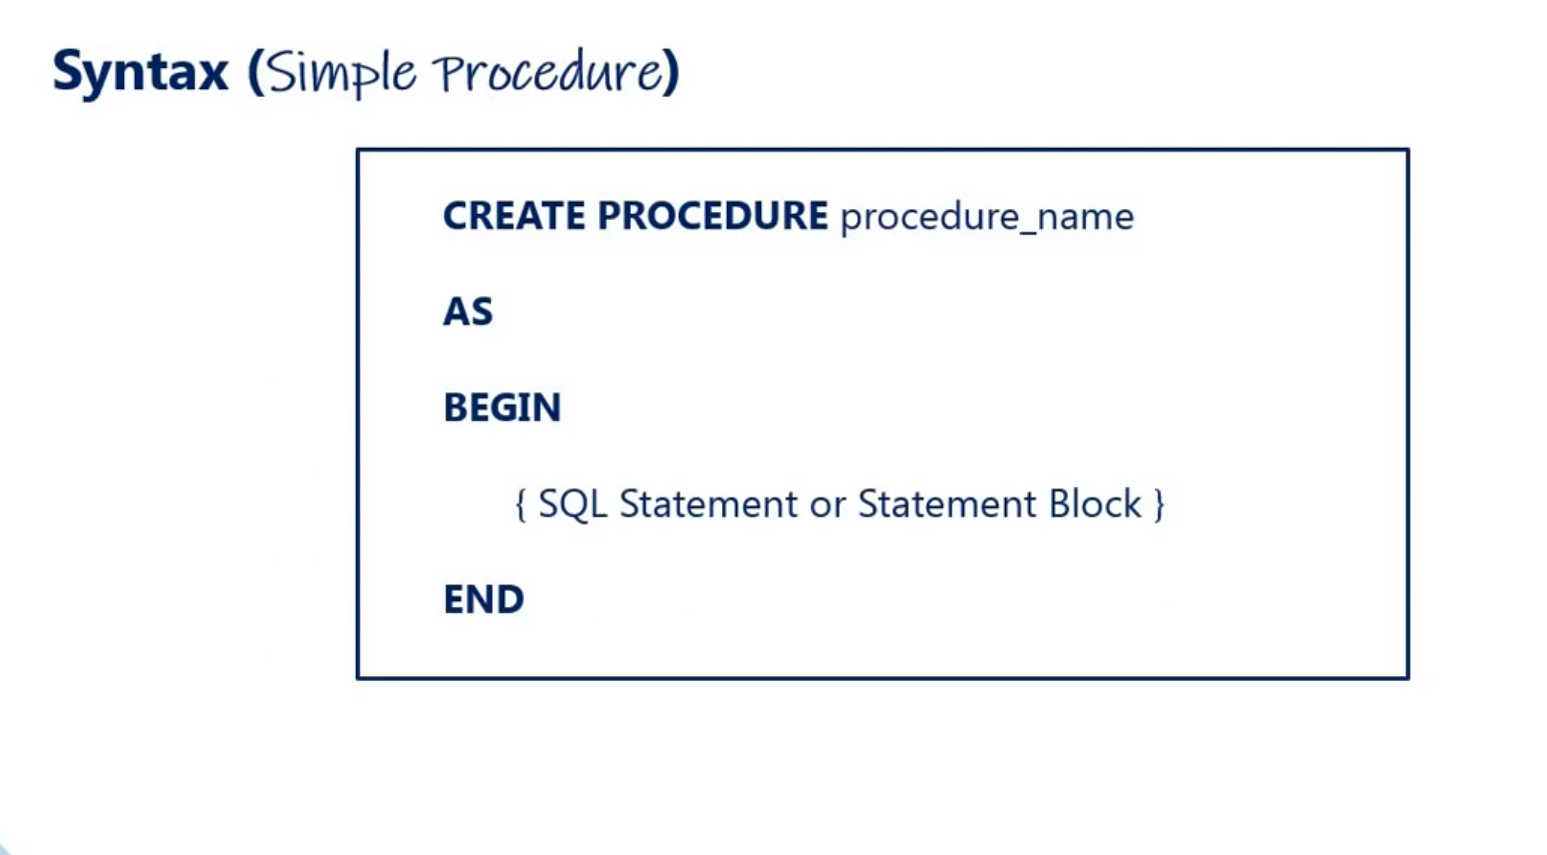 Syntax (Simple Procedure)
CREATE PROCEDURE procedure_name
AS
BEGIN
{ SQL Statement or Statement Block }
END